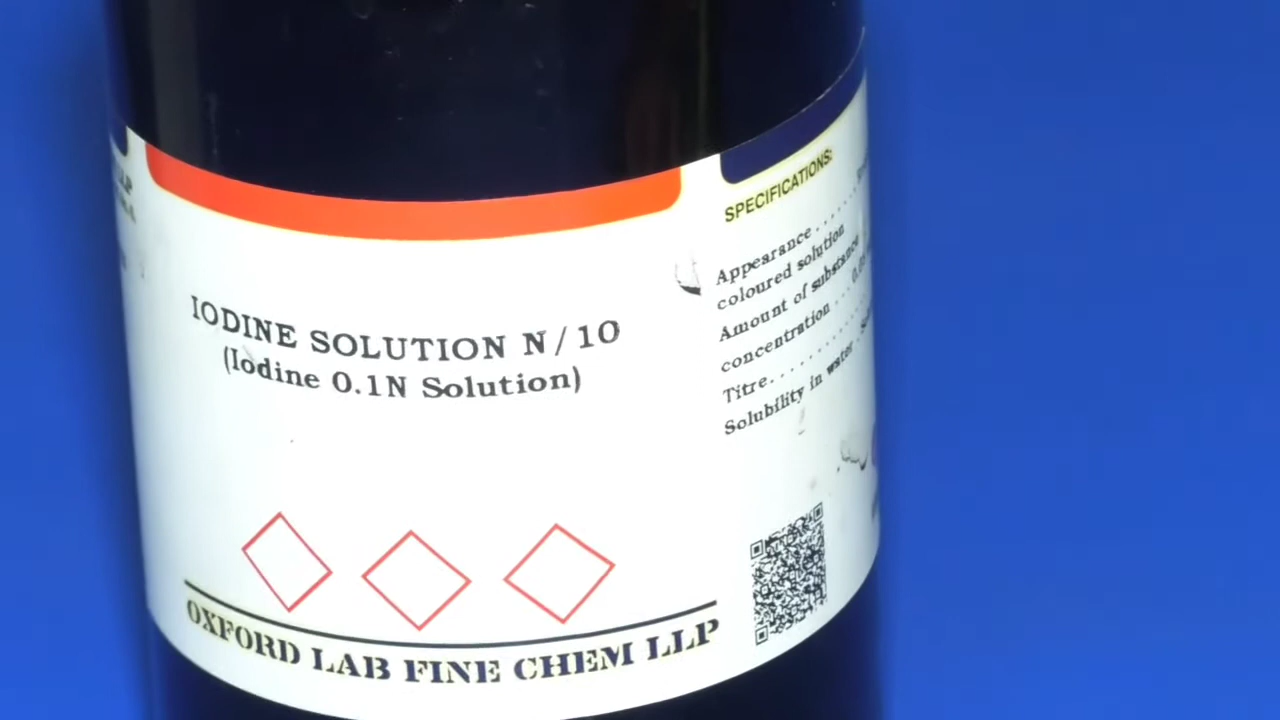 IODINE SOLUTION N/10
(Iodine 0.1N Solution)
OXFORD LAB FINE CHEM LLP
SPECIFICATIONS:
Appearance . . . . . .
coloured solution
Amount of substance
concentration . . .
Titre. . . . . . . . . .
Solubility in water .